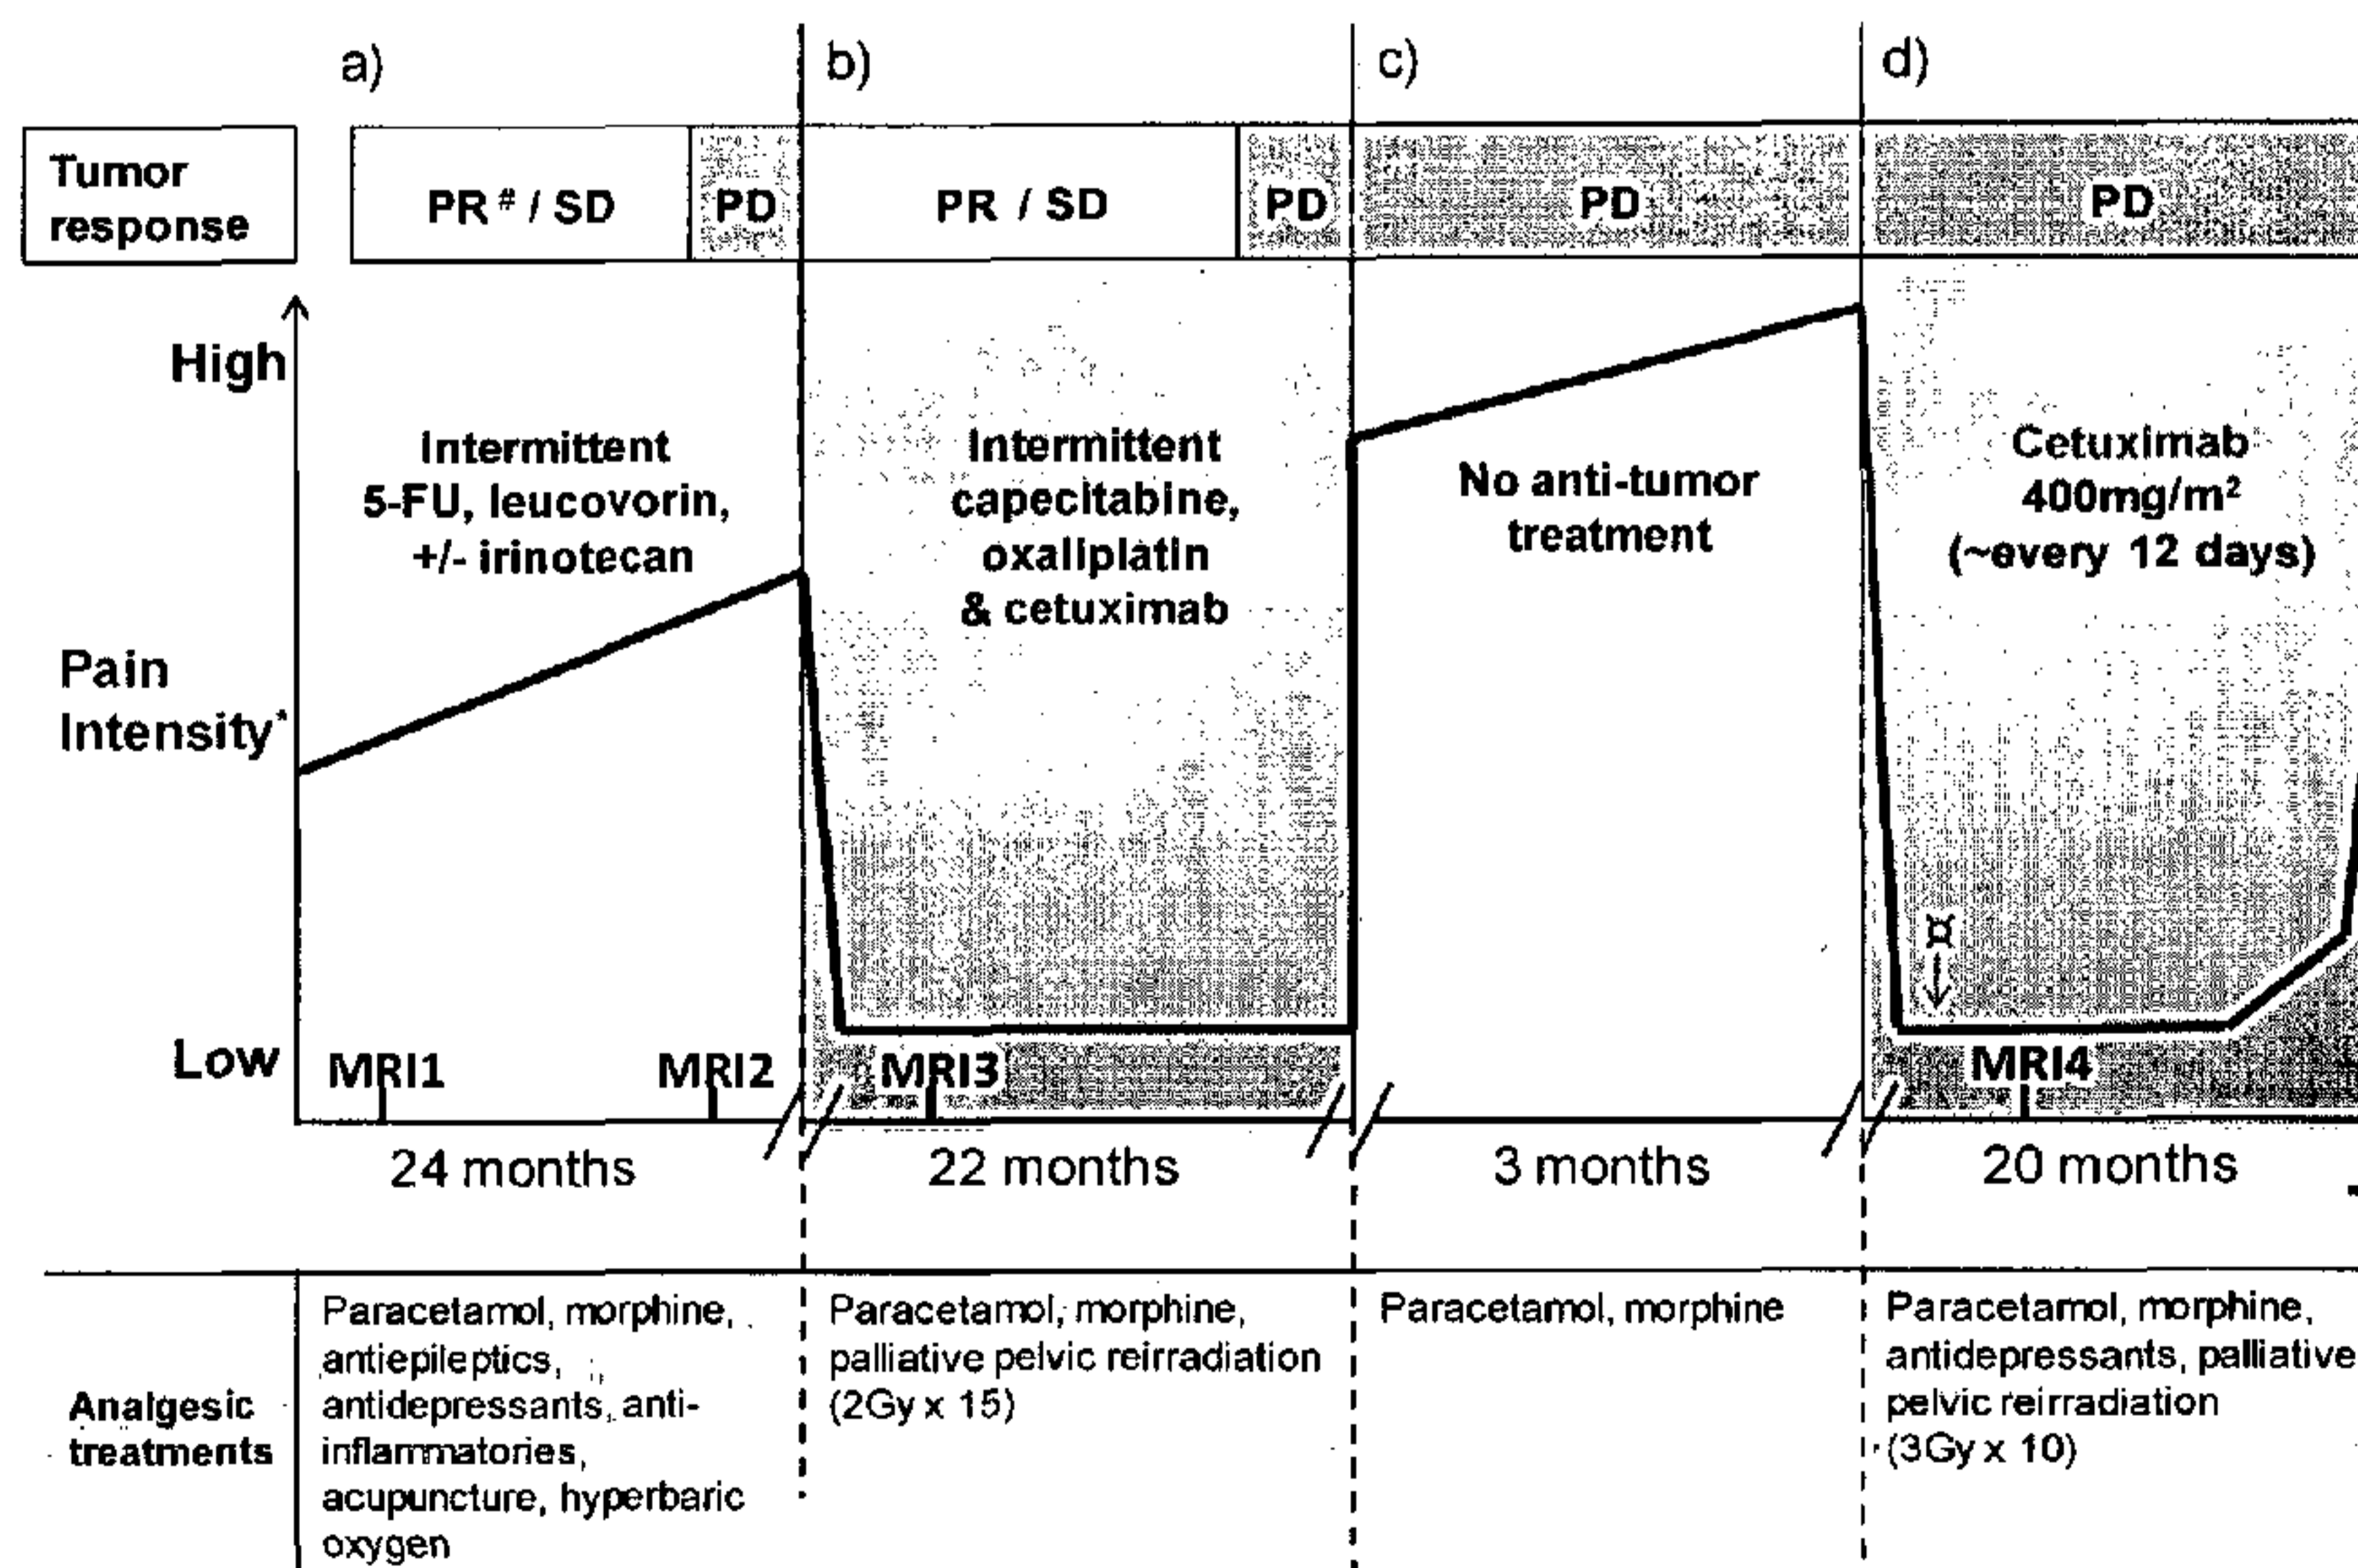 a)
b)
c)
d)
Tumor
response
PR # / SD
PD
PR / SD
PD
PD
PD
High
Pain
Intensity*
Low
Intermittent
5-FU, leucovorin,
+/- irinotecan
Intermittent
capecitabine,
oxaliplatin
& cetuximab
No anti-tumor
treatment
Cetuximab
400mg/m²
(~every 12 days)
¤
MRI1
MRI2
MRI3
MRI4
24 months
22 months
3 months
20 months
Analgesic
treatments
Paracetamol, morphine,
antiepileptics,
antidepressants, anti-
inflammatories,
acupuncture, hyperbaric
oxygen
Paracetamol, morphine,
palliative pelvic reirradiation
(2Gy x 15)
Paracetamol, morphine
Paracetamol, morphine,
antidepressants, palliative
pelvic reirradiation
(3Gy x 10)